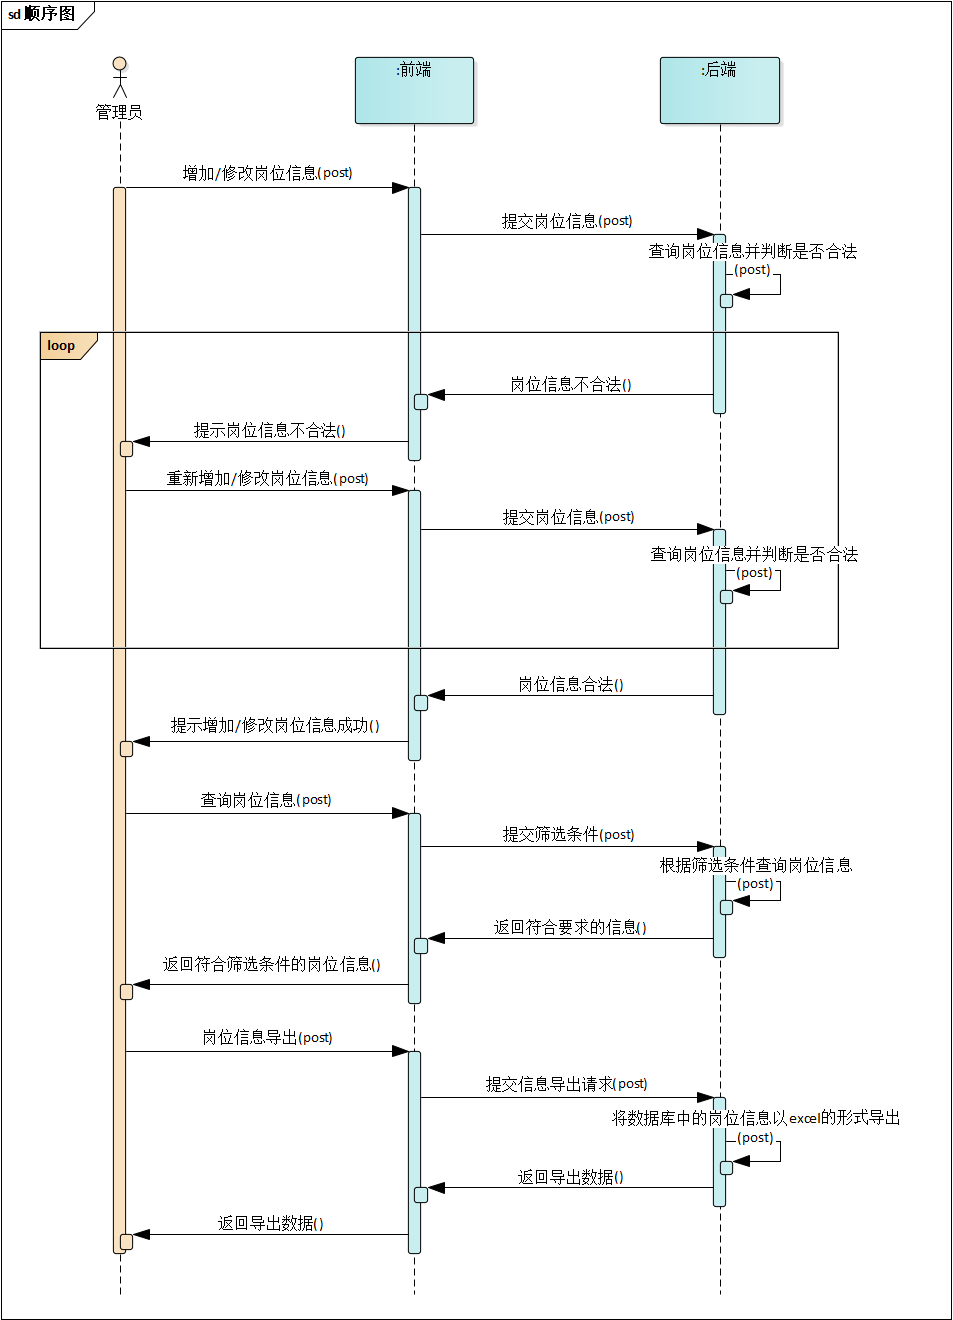 sd 顺序图
管理员
:前端
:后端
增加/修改岗位信息(post)
提交岗位信息(post)
查询岗位信息并判断是否合法
(post)
loop
岗位信息不合法()
提示岗位信息不合法()
重新增加/修改岗位信息(post)
提交岗位信息(post)
查询岗位信息并判断是否合法
(post)
岗位信息合法()
提示增加/修改岗位信息成功()
查询岗位信息(post)
提交筛选条件(post)
根据筛选条件查询岗位信息
(post)
返回符合要求的信息()
返回符合筛选条件的岗位信息()
岗位信息导出(post)
提交信息导出请求(post)
将数据库中的岗位信息以excel的形式导出
(post)
返回导出数据()
返回导出数据()